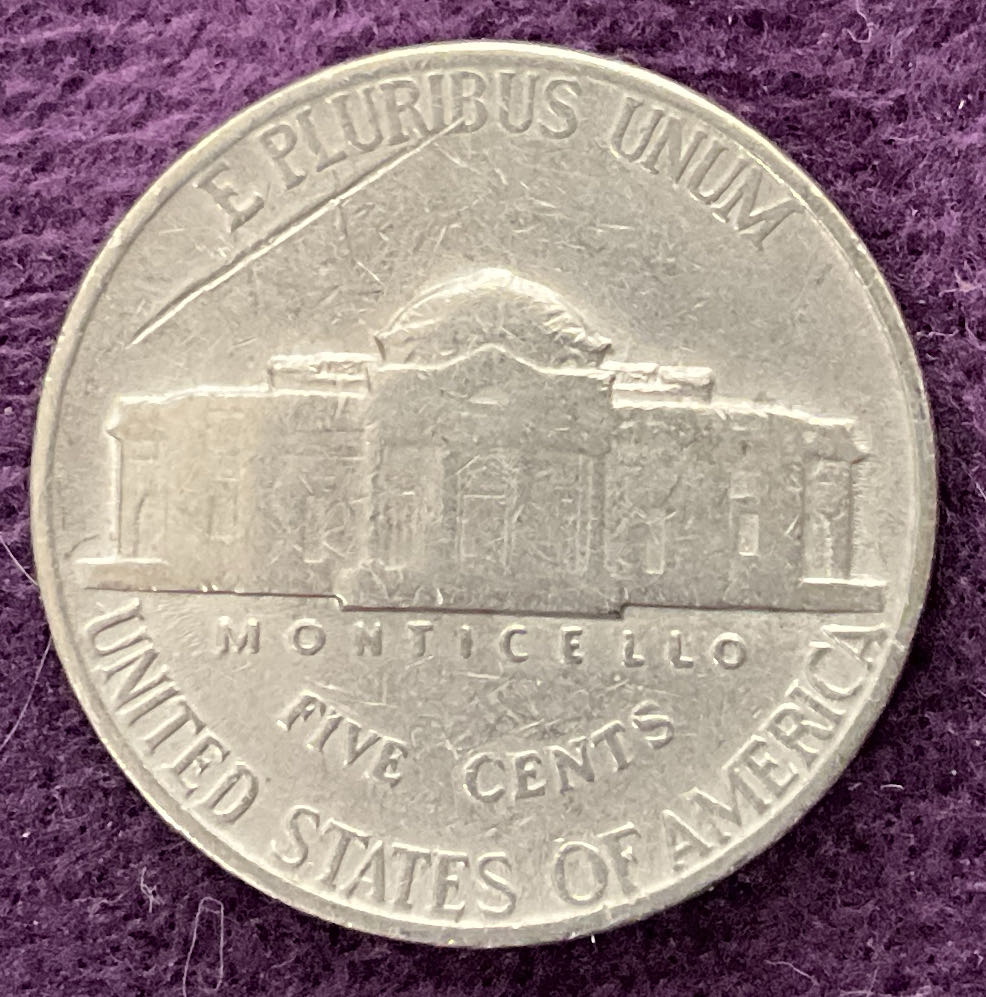 E PLURIBUS UNUM
MONTICELLO
FIVE CENTS
UNITED STATES OF AMERICA